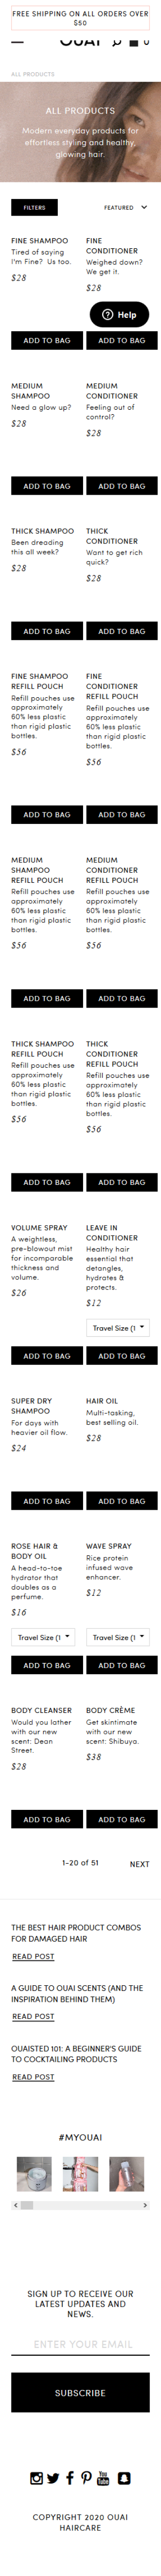 FREE SHIPPING ON ALL ORDERS OVER
$50
OUAI
0
ALL PRODUCTS
ALL PRODUCTS
Modern everyday products for
effortless styling and healthy,
glowing hair.
FILTERS
FEATURED
FINE SHAMPOO
Tired of saying
I'm Fine? Us too.
$28
FINE
CONDITIONER
Weighed down?
We get it.
$28
Help
ADD TO BAG
ADD TO BAG
MEDIUM
SHAMPOO
Need a glow up?
$28
MEDIUM
CONDITIONER
Feeling out of
control?
$28
ADD TO BAG
ADD TO BAG
THICK SHAMPOO
Been dreading
this all week?
$28
THICK
CONDITIONER
Want to get rich
quick?
$28
ADD TO BAG
ADD TO BAG
FINE SHAMPOO
REFILL POUCH
Refill pouches use
approximately
60% less plastic
than rigid plastic
bottles.
$56
FINE
CONDITIONER
REFILL POUCH
Refill pouches use
approximately
60% less plastic
than rigid plastic
bottles.
$56
ADD TO BAG
ADD TO BAG
MEDIUM
SHAMPOO
REFILL POUCH
Refill pouches use
approximately
60% less plastic
than rigid plastic
bottles.
$56
MEDIUM
CONDITIONER
REFILL POUCH
Refill pouches use
approximately
60% less plastic
than rigid plastic
bottles.
$56
ADD TO BAG
ADD TO BAG
THICK SHAMPOO
REFILL POUCH
Refill pouches use
approximately
60% less plastic
than rigid plastic
bottles.
$56
THICK
CONDITIONER
REFILL POUCH
Refill pouches use
approximately
60% less plastic
than rigid plastic
bottles.
$56
ADD TO BAG
ADD TO BAG
VOLUME SPRAY
A weightless,
pre-blowout mist
for incomparable
thickness and
volume.
$26
LEAVE IN
CONDITIONER
Healthy hair
essential that
detangles,
hydrates &
protects.
$12
Travel Size (1
ADD TO BAG
ADD TO BAG
SUPER DRY
SHAMPOO
For days with
heavier oil flow.
$24
HAIR OIL
Multi-tasking,
best selling oil.
$28
ADD TO BAG
ADD TO BAG
ROSE HAIR &
BODY OIL
A head-to-toe
hydrator that
doubles as a
perfume.
$16
Travel Size (1
WAVE SPRAY
Rice protein
infused wave
enhancer.
$12
Travel Size (1
ADD TO BAG
ADD TO BAG
BODY CLEANSER
Would you lather
with our new
scent: Dean
Street.
$28
BODY CRÈME
Get skintimate
with our new
scent: Shibuya.
$38
ADD TO BAG
ADD TO BAG
1-20 of 51
NEXT
THE BEST HAIR PRODUCT COMBOS
FOR DAMAGED HAIR
READ POST
A GUIDE TO OUAI SCENTS (AND THE
INSPIRATION BEHIND THEM)
READ POST
OUAISTED 101: A BEGINNER'S GUIDE
TO COCKTAILING PRODUCTS
READ POST
#MYOUAI
SIGN UP TO RECEIVE OUR
LATEST UPDATES AND
NEWS.
ENTER YOUR EMAIL
SUBSCRIBE
You
Tube
COPYRIGHT 2020 OUAI
HAIRCARE